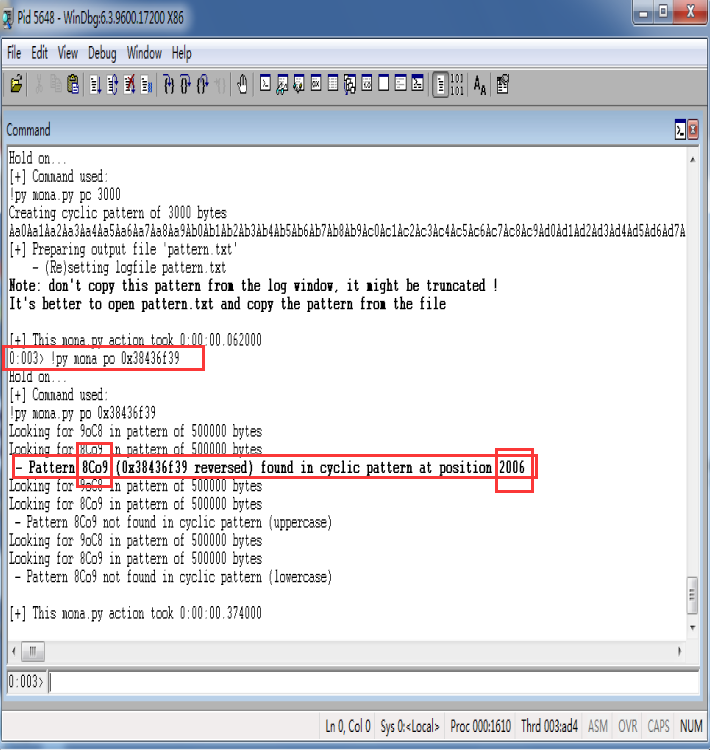 Pid 5648 - WinDbg:6.3.9600.17200 X86
File Edit View Debug Window Help
Command
Hold on...
[+] Command used:
!py mona.py pc 3000
Creating cyclic pattern of 3000 bytes
Aa0Aa1Aa2Aa3Aa4Aa5Aa6Aa7Aa8Aa9Ab0Ab1Ab2Ab3Ab4Ab5Ab6Ab7Ab8Ab9Ac0Ac1Ac2Ac3Ac4Ac5Ac6Ac7Ac8Ac9Ad0Ad1Ad2Ad3Ad4Ad5Ad6Ad7A
[+] Preparing output file 'pattern.txt'
- (Re)setting logfile pattern.txt
Note: don't copy this pattern from the log window, it might be truncated !
It's better to open pattern.txt and copy the pattern from the file
[+] This mona.py action took 0:00:00.062000
0:003> !py mona po 0x38436f39
Hold on...
[+] Command used:
!py mona.py po 0x38436f39
Looking for 9oC8 in pattern of 500000 bytes
Looking for 8Co9 in pattern of 500000 bytes
- Pattern 8Co9 (0x38436f39 reversed) found in cyclic pattern at position 2006
Looking for 9oC8 in pattern of 500000 bytes
Looking for 8Co9 in pattern of 500000 bytes
- Pattern 8Co9 not found in cyclic pattern (uppercase)
Looking for 9oC8 in pattern of 500000 bytes
Looking for 8Co9 in pattern of 500000 bytes
- Pattern 8Co9 not found in cyclic pattern (lowercase)
[+] This mona.py action took 0:00:00.374000
0:003>
Ln 0, Col 0 Sys 0:<Local> Proc 000:1610 Thrd 003:ad4 ASM OVR CAPS NUM